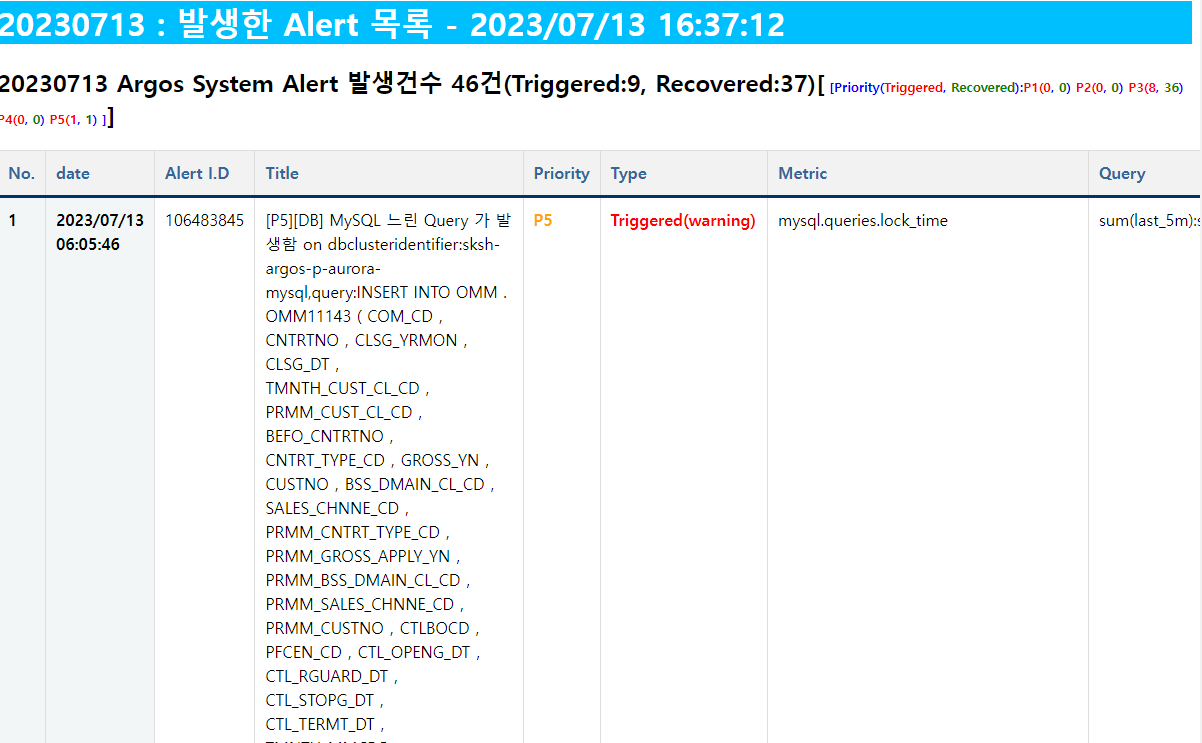 20230713 : 발생한 Alert 목록 - 2023/07/13 16:37:12
20230713 Argos System Alert 발생건수 46건(Triggered:9, Recovered:37)[ [Priority(Triggered, Recovered):P1(0, 0) P2(0, 0) P3(8, 36)
P4(0, 0) P5(1, 1) ]]
No. date Alert I.D Title Priority Type Metric Query
1 2023/07/13 106483845 [P5][DB] MySQL 느린 Query 가 발 P5 Triggered(warning) mysql.queries.lock_time sum(last_5m):s
06:05:46 생함 on dbclusteridentifier:sksh-
argos-p-aurora-
mysql,query:INSERT INTO OMM .
OMM11143 ( COM_CD ,
CNTRTNO , CLSG_YRMON ,
CLSG_DT ,
TMNTH_CUST_CL_CD ,
PRMM_CUST_CL_CD ,
BEFO_CNTRTNO ,
CNTRT_TYPE_CD , GROSS_YN ,
CUSTNO , BSS_DMAIN_CL_CD ,
SALES_CHNNE_CD ,
PRMM_CNTRT_TYPE_CD ,
PRMM_GROSS_APPLY_YN ,
PRMM_BSS_DMAIN_CL_CD ,
PRMM_SALES_CHNNE_CD ,
PRMM_CUSTNO , CTLBOCD ,
PFCEN_CD , CTL_OPENG_DT ,
CTL_RGUARD_DT ,
CTL_STOPG_DT ,
CTL_TERMT_DT ,